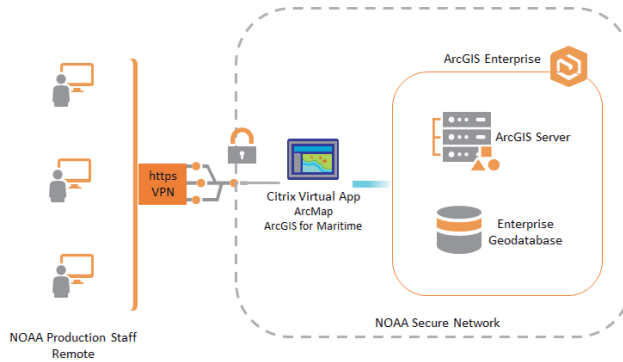 ArcGIS Enterprise
ArcGIS Server
https
VPN
Citrix Virtual App
ArcMap
ArcGIS for Maritime
Enterprise
Geodatabase
NOAA Secure Network
NOAA Production Staff
Remote